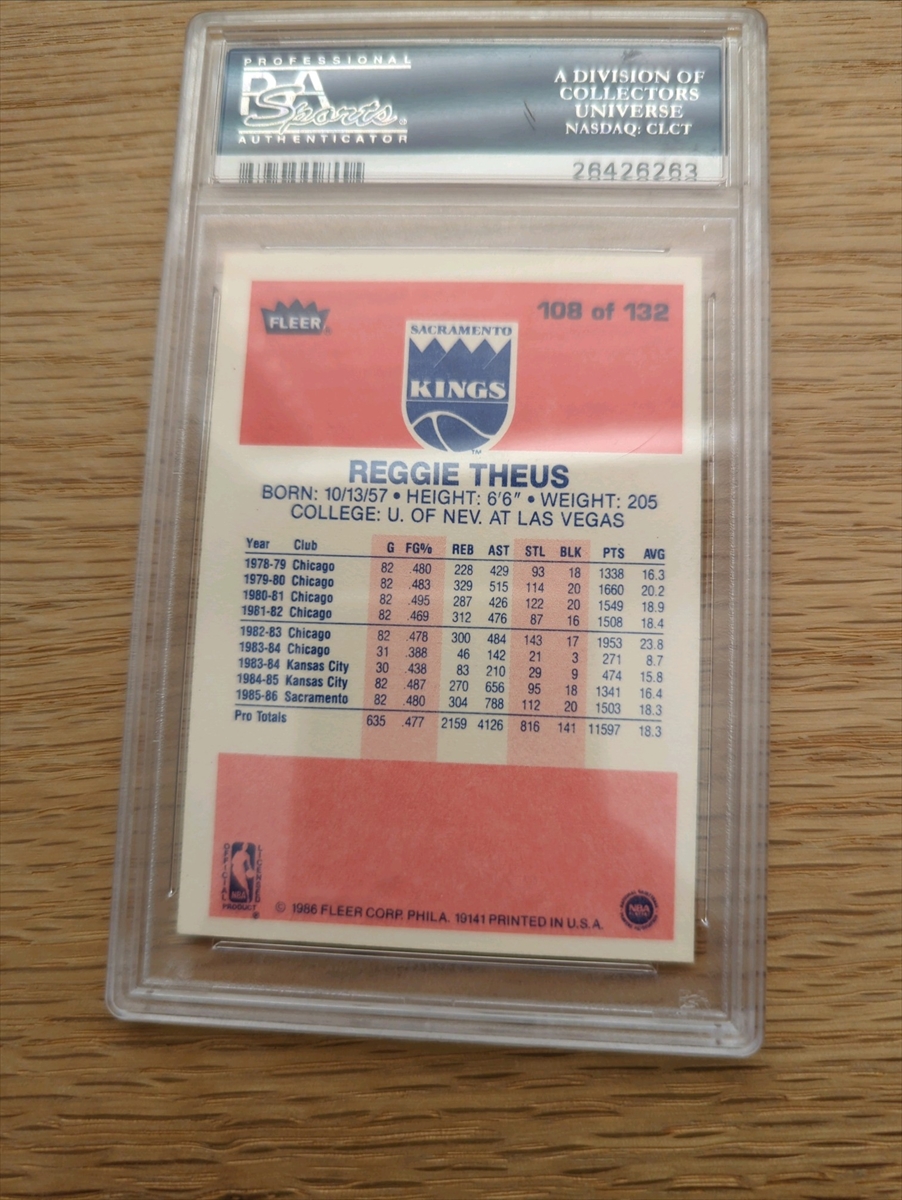 PROFESSIONAL
PSA
Sports
AUTHENTICATOR
A DIVISION OF
COLLECTORS
UNIVERSE
NASDAQ: CLCT
26426263
FLEER
108 of 132
SACRAMENTO
KINGS
TM
REGGIE THEUS
BORN: 10/13/57 • HEIGHT: 6'6" • WEIGHT: 205
COLLEGE: U. OF NEV. AT LAS VEGAS
Year Club G FG% REB AST STL BLK PTS AVG
1978-79 Chicago 82 .480 228 429 93 18 1338 16.3
1979-80 Chicago 82 .483 329 515 114 20 1660 20.2
1980-81 Chicago 82 .495 287 426 122 20 1549 18.9
1981-82 Chicago 82 .469 312 476 87 16 1508 18.4
1982-83 Chicago 82 .478 300 484 143 17 1953 23.8
1983-84 Chicago 31 .388 46 142 21 3 271 8.7
1983-84 Kansas City 30 .438 83 210 29 9 474 15.8
1984-85 Kansas City 82 .487 270 656 95 18 1341 16.4
1985-86 Sacramento 82 .480 304 788 112 20 1503 18.3
Pro Totals 635 .477 2159 4126 816 141 11597 18.3
OFFICIAL LICENSED
NBA
PRODUCT
®
© 1986 FLEER CORP. PHILA. 19141 PRINTED IN U.S.A.
NBA